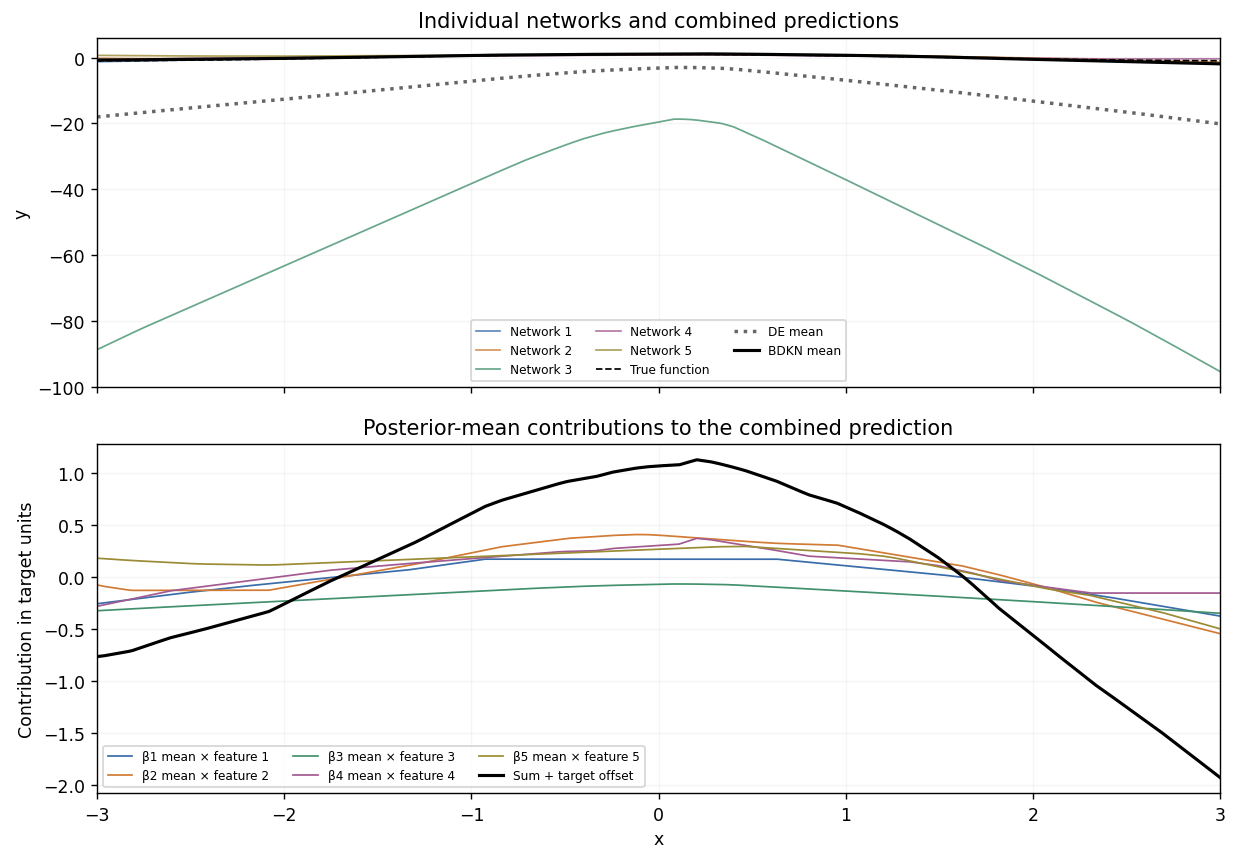 Individual networks and combined predictions
0
−20
−40
−60
−80
−100
y
Network 1
Network 2
Network 3
Network 4
Network 5
True function
DE mean
BDKN mean
Posterior-mean contributions to the combined prediction
1.0
0.5
0.0
−0.5
−1.0
−1.5
−2.0
Contribution in target units
β1 mean × feature 1
β2 mean × feature 2
β3 mean × feature 3
β4 mean × feature 4
β5 mean × feature 5
Sum + target offset
−3 −2 −1 0 1 2 3
x